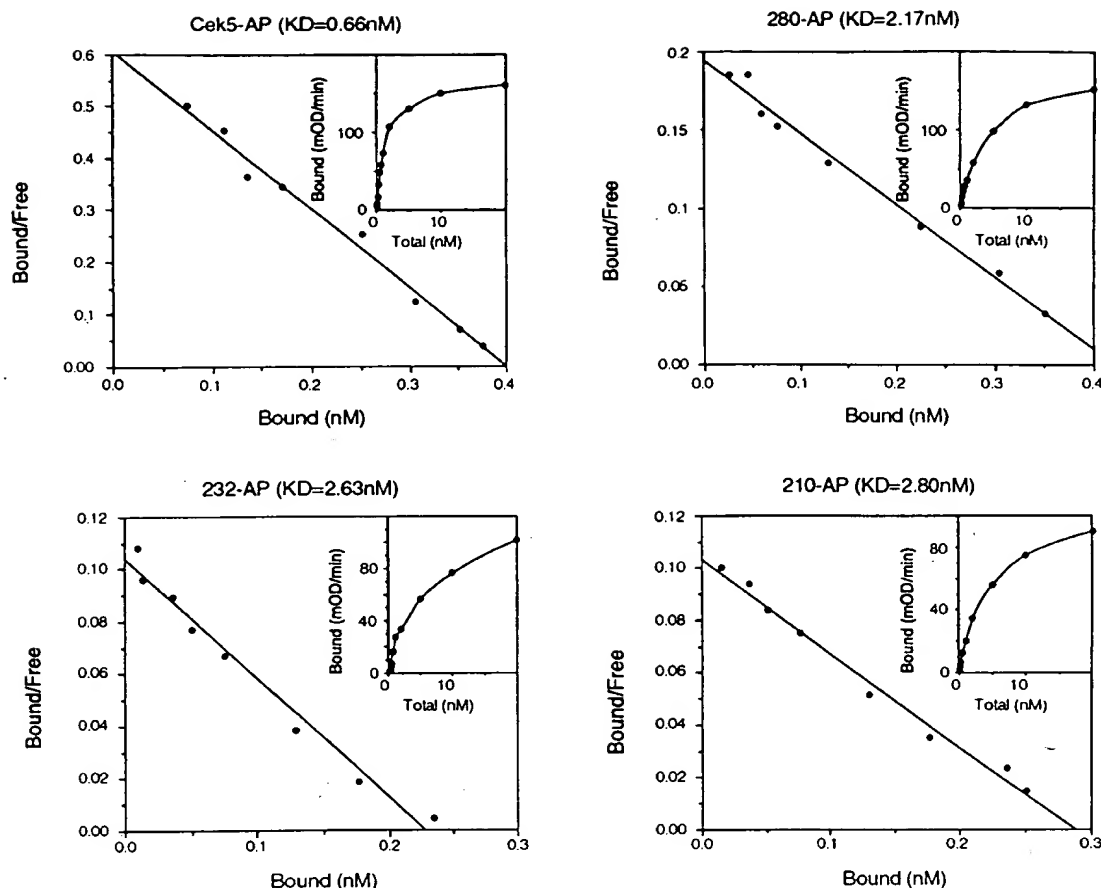 Cek5-AP (KD=0.66nM)
Bound/Free
0.6
0.5
0.4
0.3
0.2
0.1
0.00
0.0 0.1 0.2 0.3 0.4
Bound (nM)
Bound (mOD/min)
100
10
Total (nM)
280-AP (KD=2.17nM)
Bound/Free
0.2
0.15
0.1
0.06
0.00
0.0 0.1 0.2 0.3 0.4
Bound (nM)
Bound (mOD/min)
100
0
0 10
Total (nM)
232-AP (KD=2.63nM)
Bound/Free
0.12
0.10
0.08
0.06
0.04
0.02
0.00
0.0 0.1 0.2 0.3
Bound (nM)
Bound (mOD/min)
80
40
0
0 10
Total (nM)
210-AP (KD=2.80nM)
Bound/Free
0.12
0.10
0.08
0.06
0.04
0.02
0.00
0.0 0.1 0.2 0.3
Bound (nM)
Bound (mOD/min)
80
40
0
0 10
Total (nM)